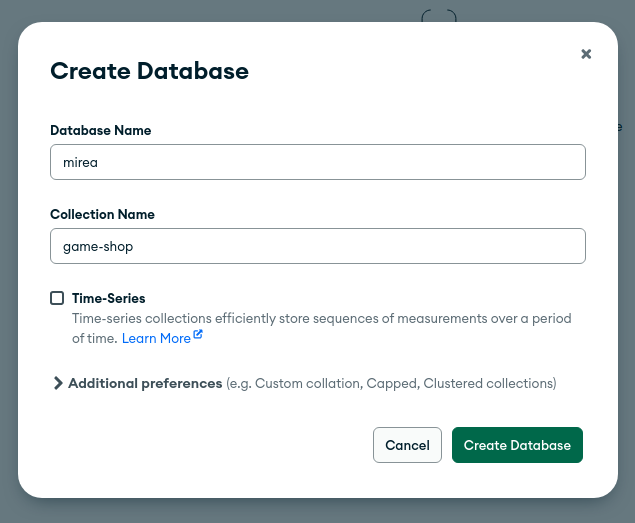 Create Database
Database Name
mirea
Collection Name
game-shop
Time-Series
Time-series collections efficiently store sequences of measurements over a period
of time. Learn More
Additional preferences (e.g. Custom collation, Capped, Clustered collections)
Cancel
Create Database